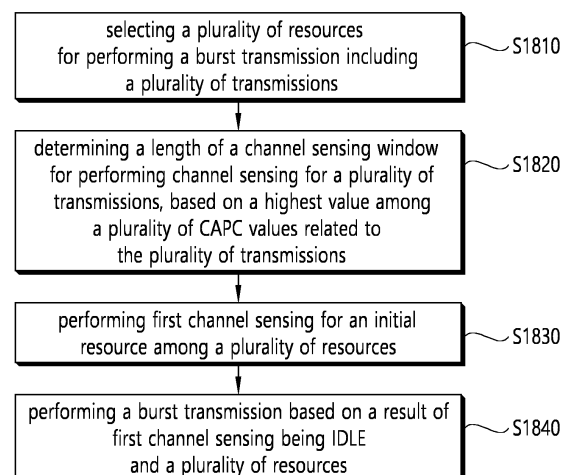 selecting a plurality of resources
for performing a burst transmission including
a plurality of transmissions
S1810
determining a length of a channel sensing window
for performing channel sensing for a plurality of
transmissions, based on a highest value among
a plurality of CAPC values related to
the plurality of transmissions
S1820
performing first channel sensing for an initial
resource among a plurality of resources
S1830
performing a burst transmission based on a result of
first channel sensing being IDLE
and a plurality of resources
S1840